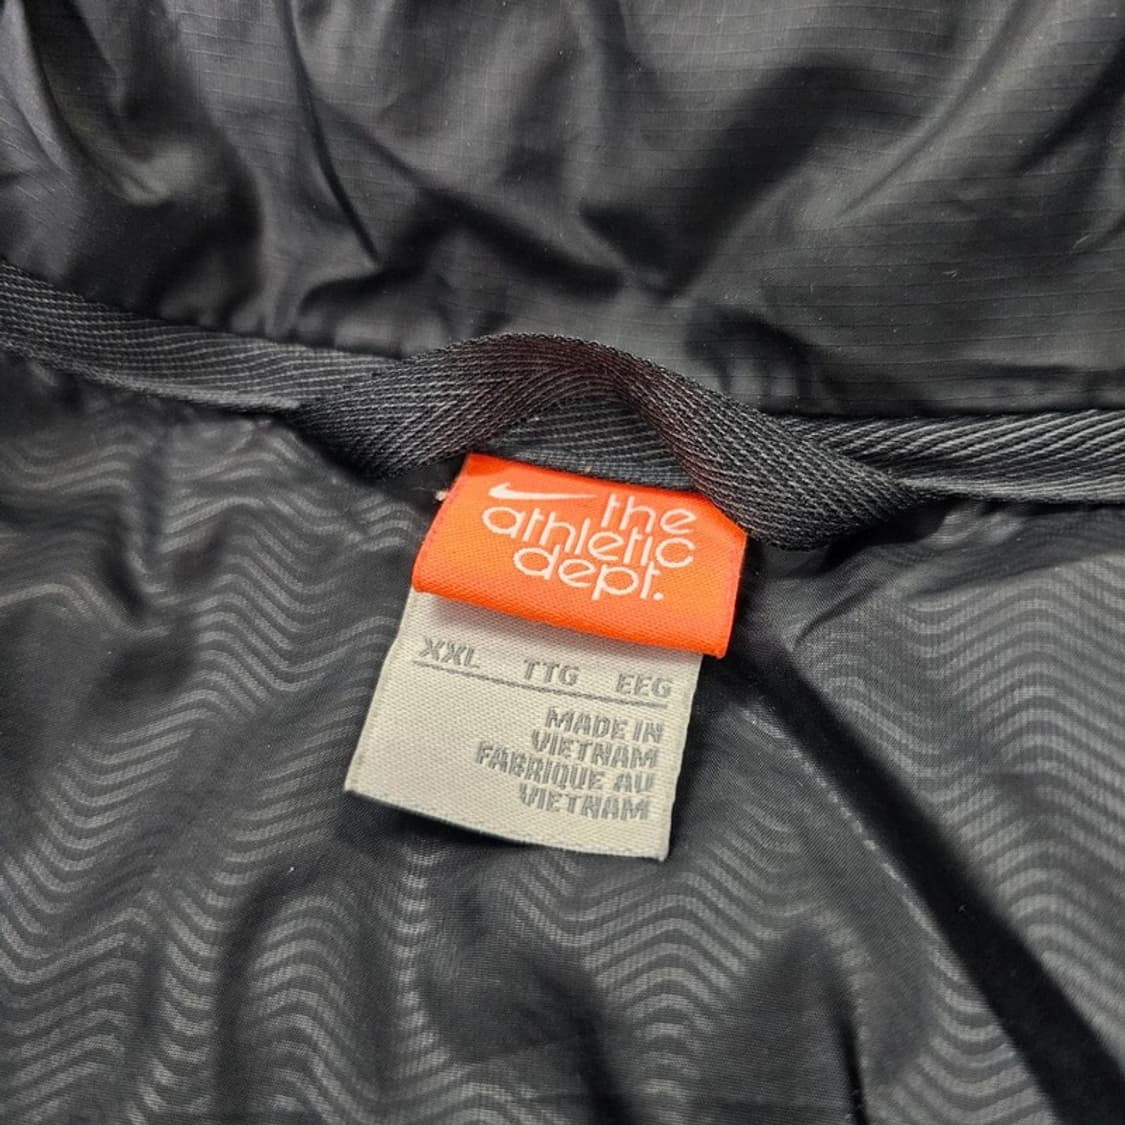 the
athletic
dept.
XXL TTG EEG
MADE IN
VIETNAM
FABRIQUE AU
VIETNAM